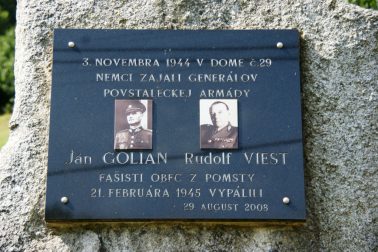 3. NOVEMBRA 1944 V DOME č.29
NEMCI ZAJALI GENERÁLOV
POVSTALECKEJ ARMÁDY
Ján GOLIAN Rudolf VIEST
FAŠISTI OBEC Z POMSTY
21. FEBRUÁRA 1945 VYPÁLILI
29 AUGUST 2008